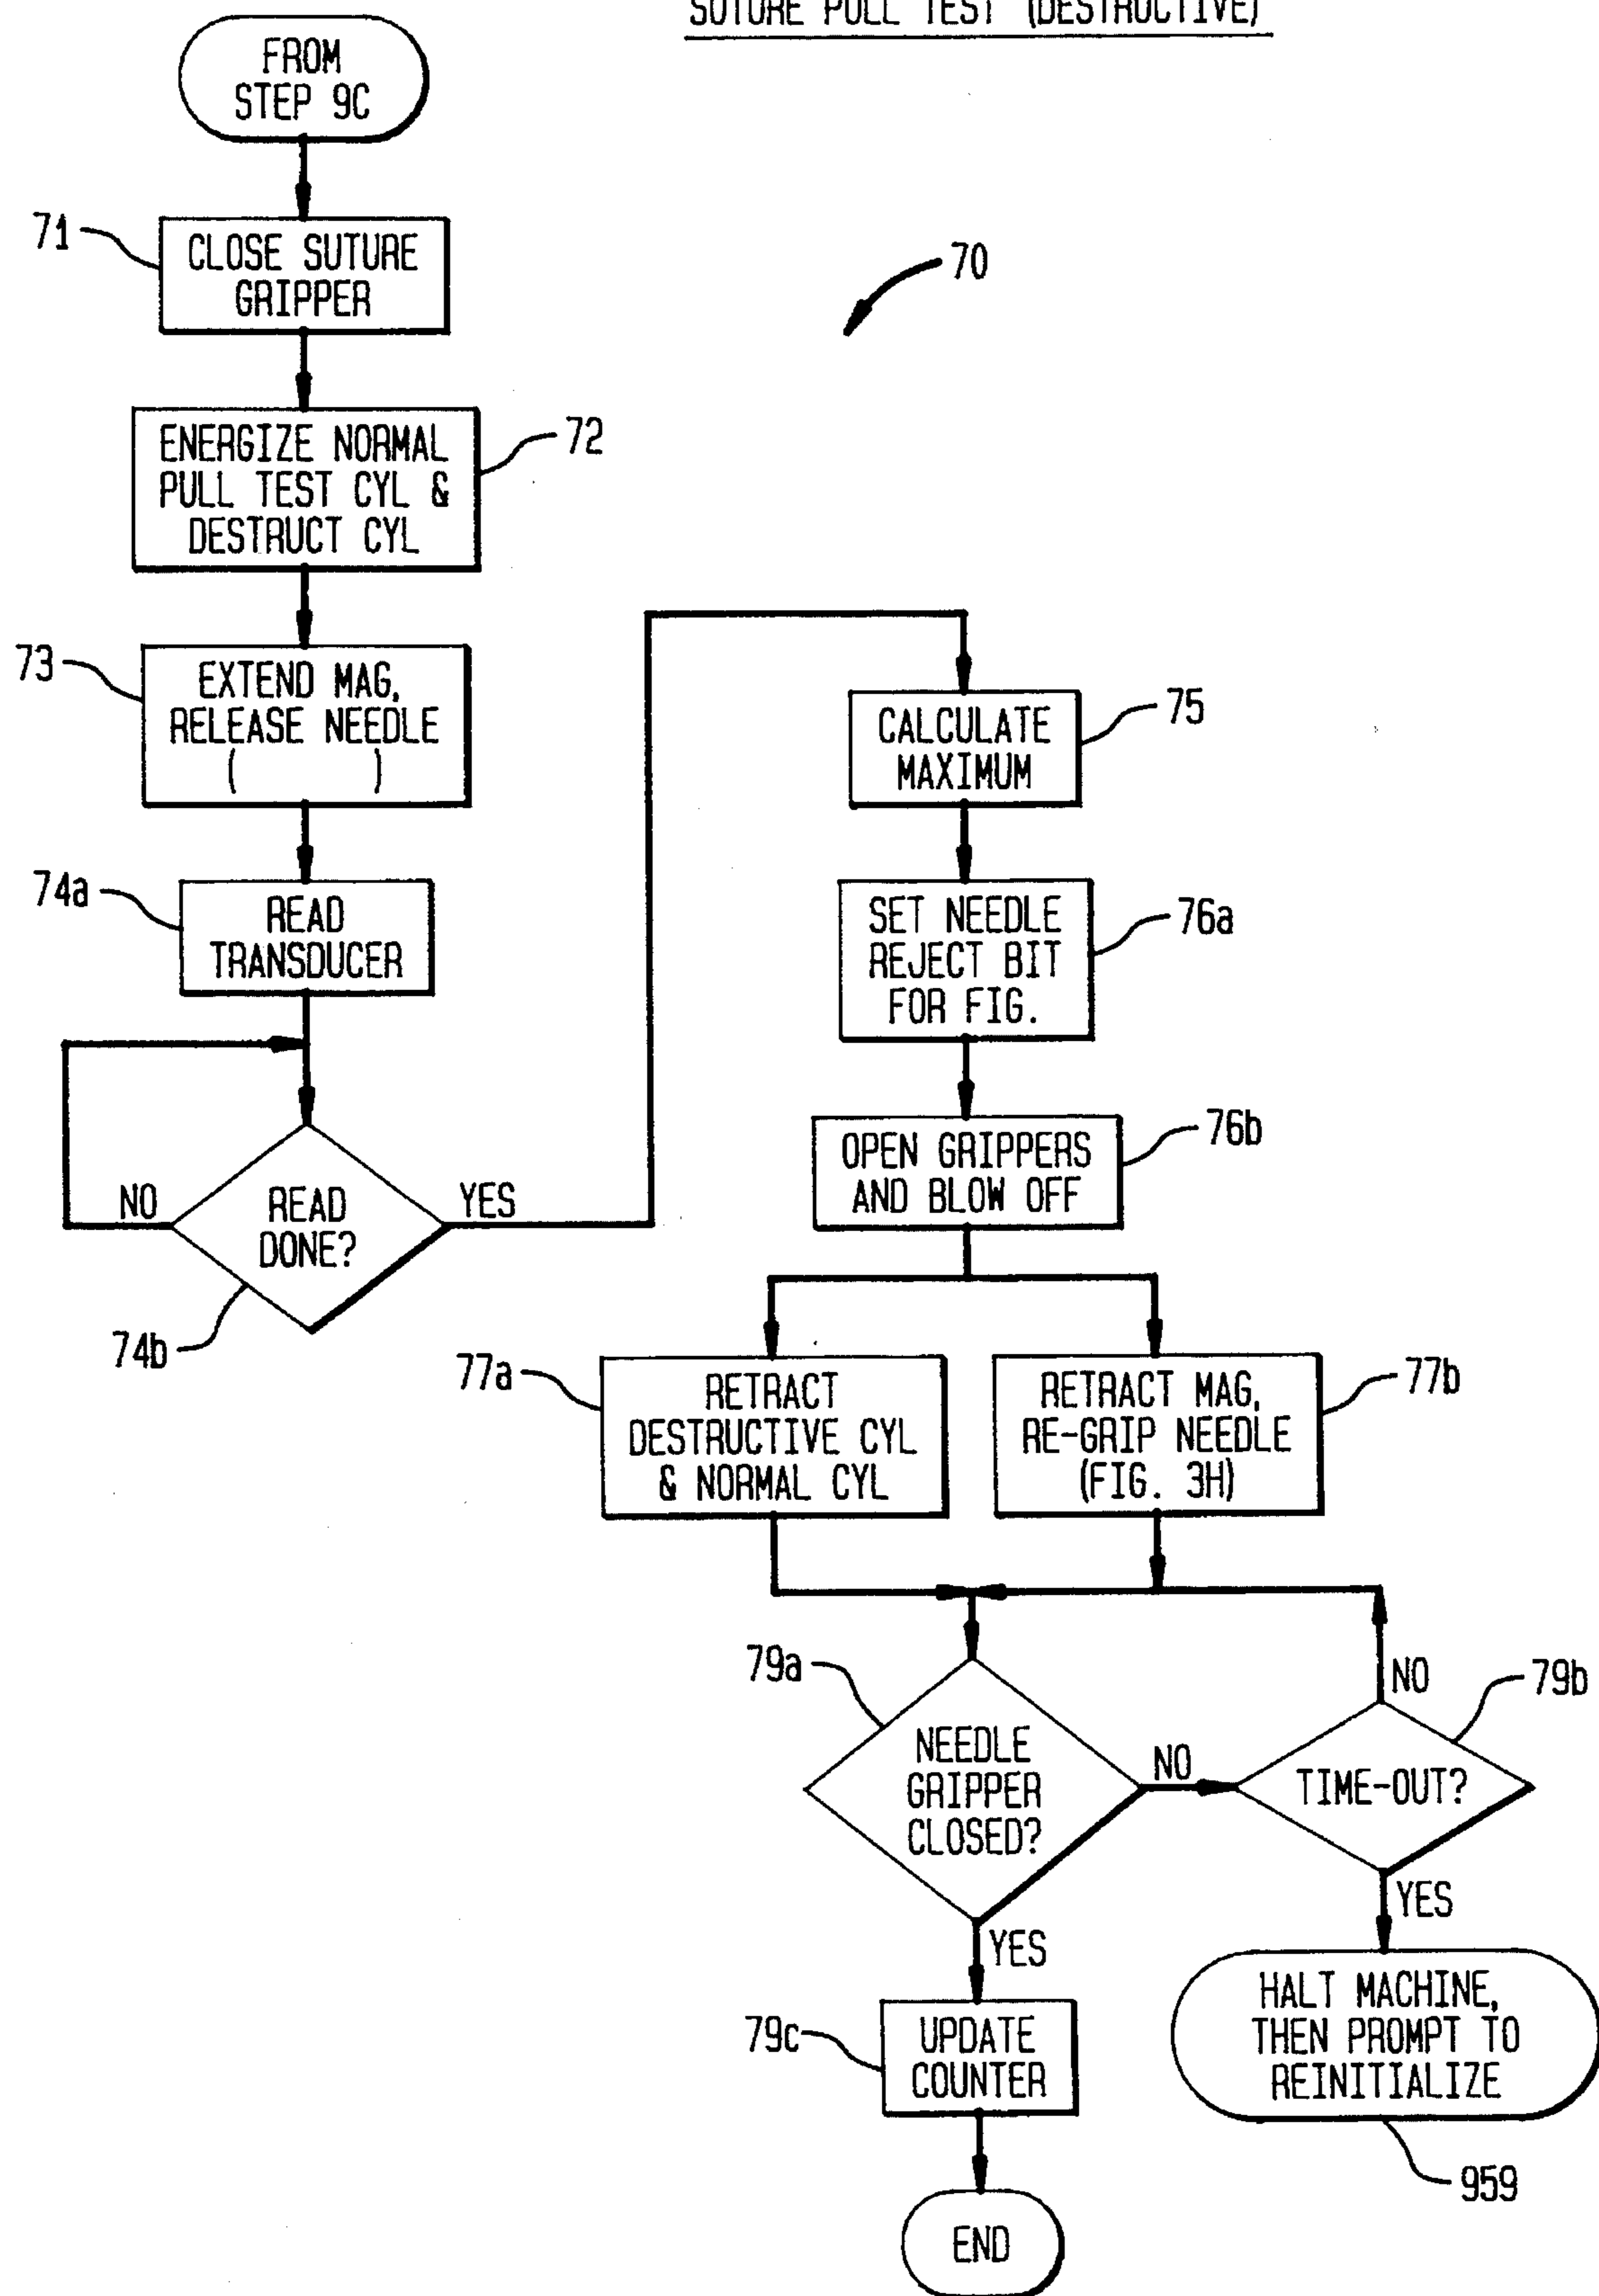 SUTURE PULL TEST (DESTRUCTIVE)
FROM
STEP 9C
71
CLOSE SUTURE
GRIPPER
70
72
ENERGIZE NORMAL
PULL TEST CYL &
DESTRUCT CYL
73
EXTEND MAG,
RELEASE NEEDLE
( )
74a
READ
TRANSDUCER
NO
READ
DONE?
YES
74b
75
CALCULATE
MAXIMUM
76a
SET NEEDLE
REJECT BIT
FOR FIG.
76b
OPEN GRIPPERS
AND BLOW OFF
77a
RETRACT
DESTRUCTIVE CYL
& NORMAL CYL
77b
RETRACT MAG,
RE-GRIP NEEDLE
(FIG. 3H)
79a
NEEDLE
GRIPPER
CLOSED?
NO
79b
NO
TIME-OUT?
YES
YES
79c
UPDATE
COUNTER
HALT MACHINE,
THEN PROMPT TO
REINITIALIZE
959
END